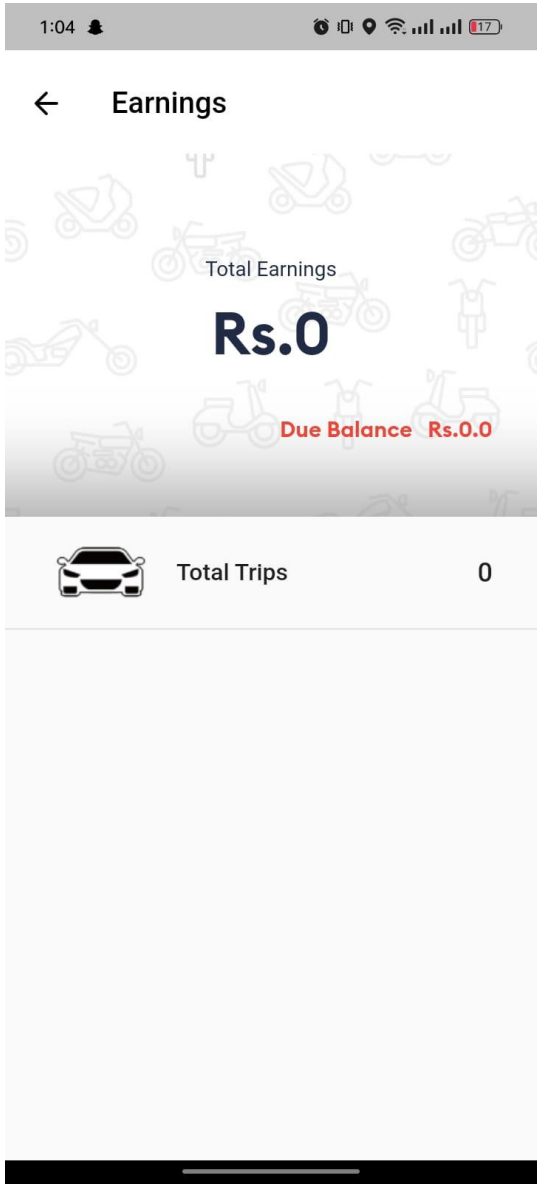 1:04 17
Earnings
Total Earnings
Rs.0
Due Balance Rs.0.0
Total Trips 0